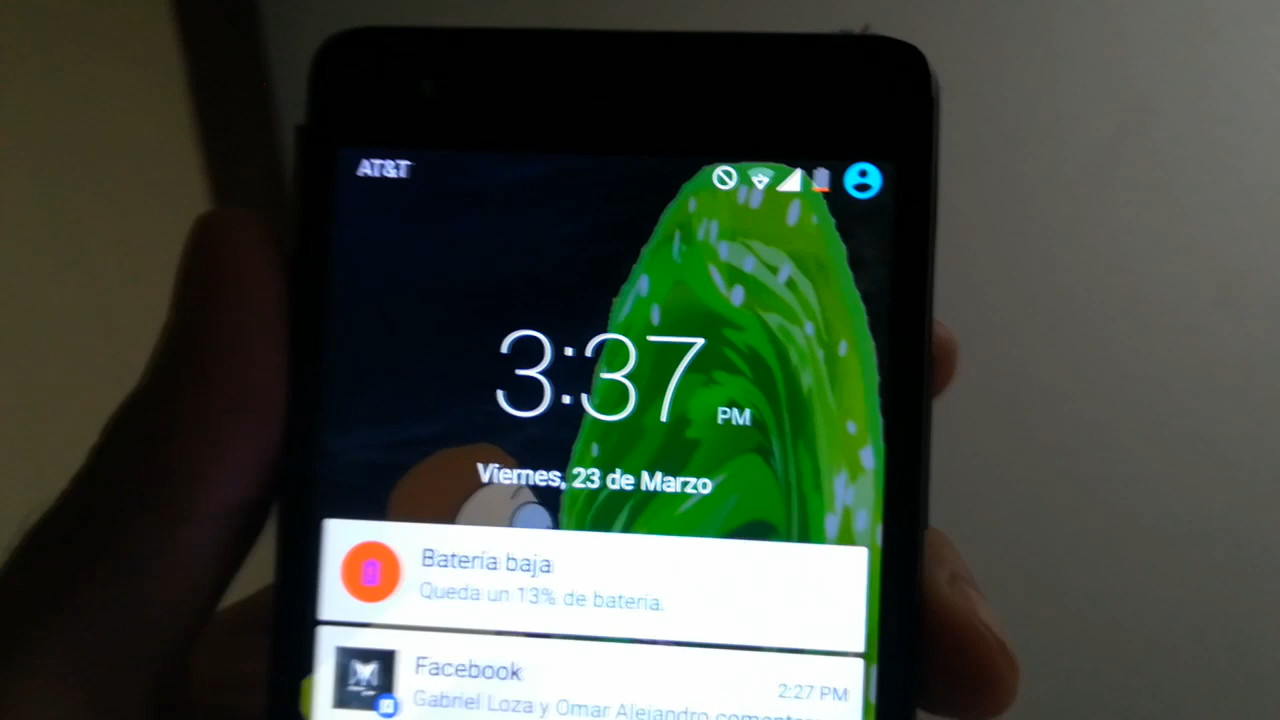 AT&T
3:37 PM
Viernes, 23 de Marzo
Batería baja
Queda un 13% de batería.
Facebook
2:27 PM
Gabriel Loza y Omar Alejandro